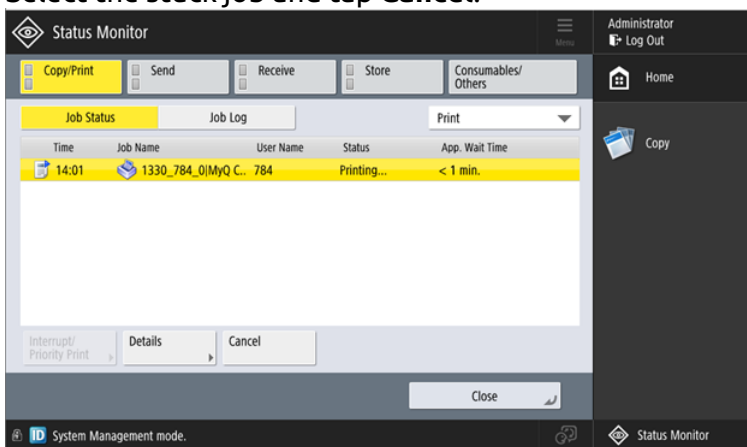 Select the stuck job and tap Cancel.
Status Monitor
Menu
Administrator
Log Out
Copy/Print
Send
Receive
Store
Consumables/
Others
Home
Job Status
Job Log
Print
Copy
Time Job Name User Name Status App. Wait Time
14:01 1330_784_0|MyQ C.. 784 Printing... < 1 min.
Interrupt/
Priority Print
Details
Cancel
Close
ID System Management mode.
Status Monitor